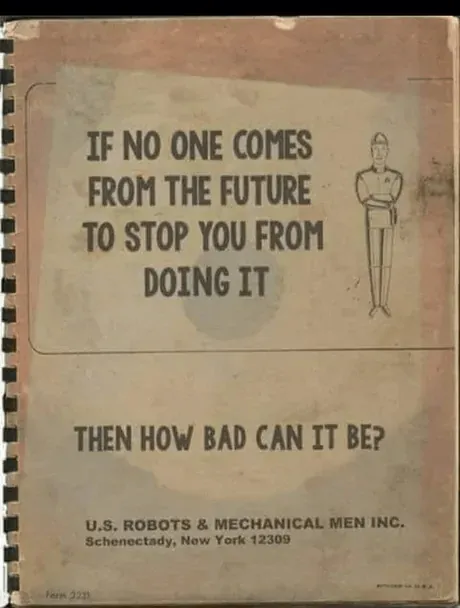 IF NO ONE COMES
FROM THE FUTURE
TO STOP YOU FROM
DOING IT
THEN HOW BAD CAN IT BE?
U.S. ROBOTS & MECHANICAL MEN INC.
Schenectady, New York 12309
Form